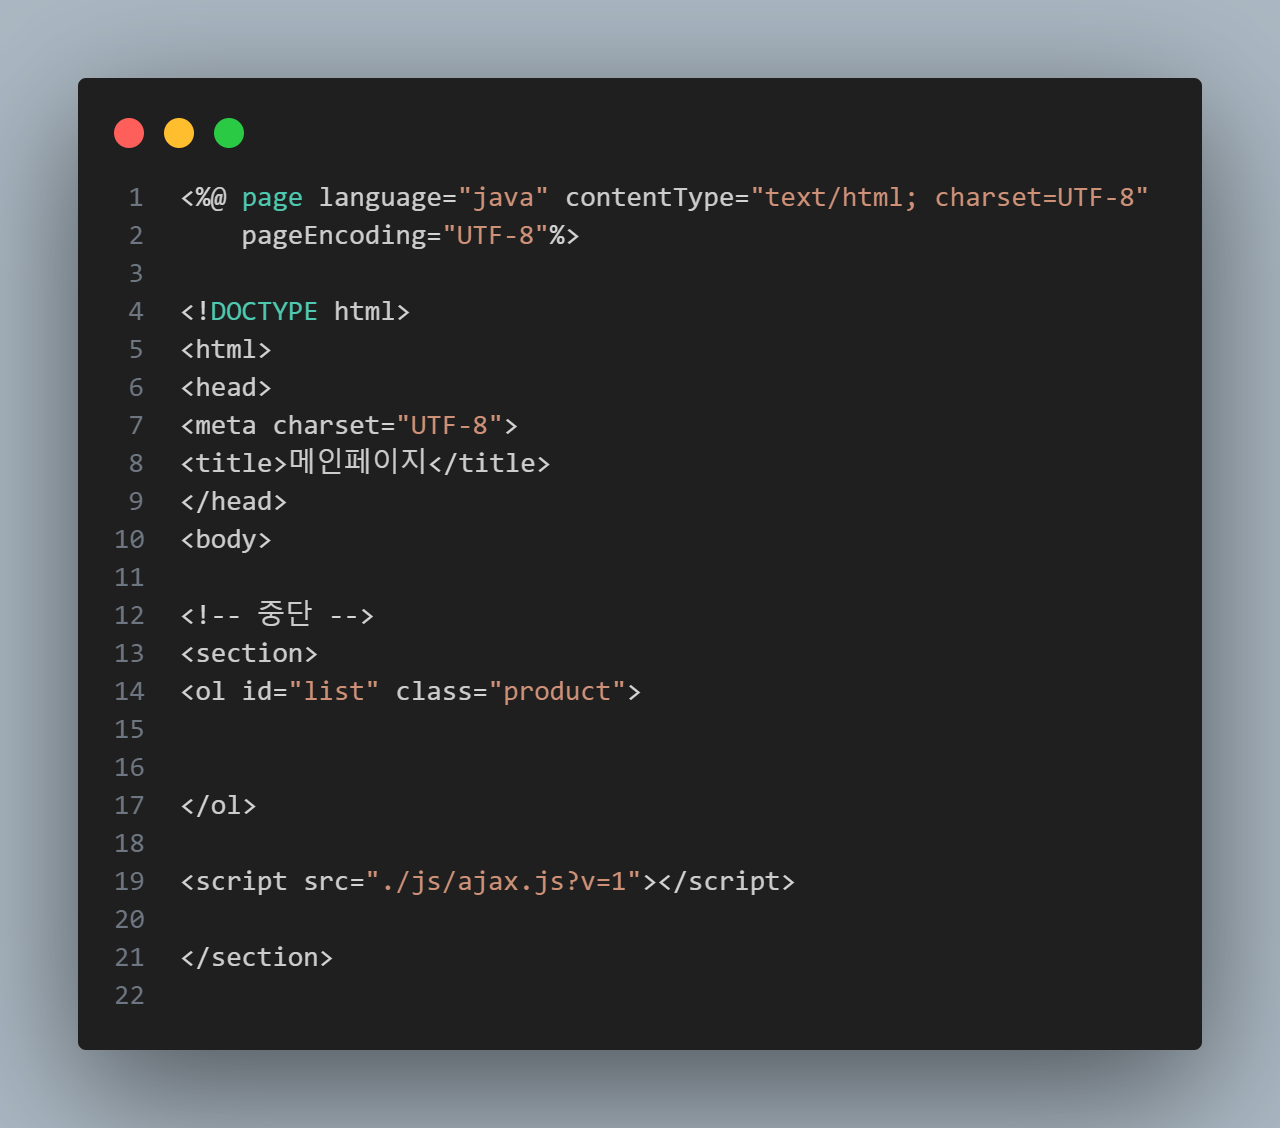 1 <%@ page language="java" contentType="text/html; charset=UTF-8"
2     pageEncoding="UTF-8"%>
3
4 <!DOCTYPE html>
5 <html>
6 <head>
7 <meta charset="UTF-8">
8 <title>메인페이지</title>
9 </head>
10 <body>
11
12 <!-- 중단 -->
13 <section>
14 <ol id="list" class="product">
15
16
17 </ol>
18
19 <script src="./js/ajax.js?v=1"></script>
20
21 </section>
22